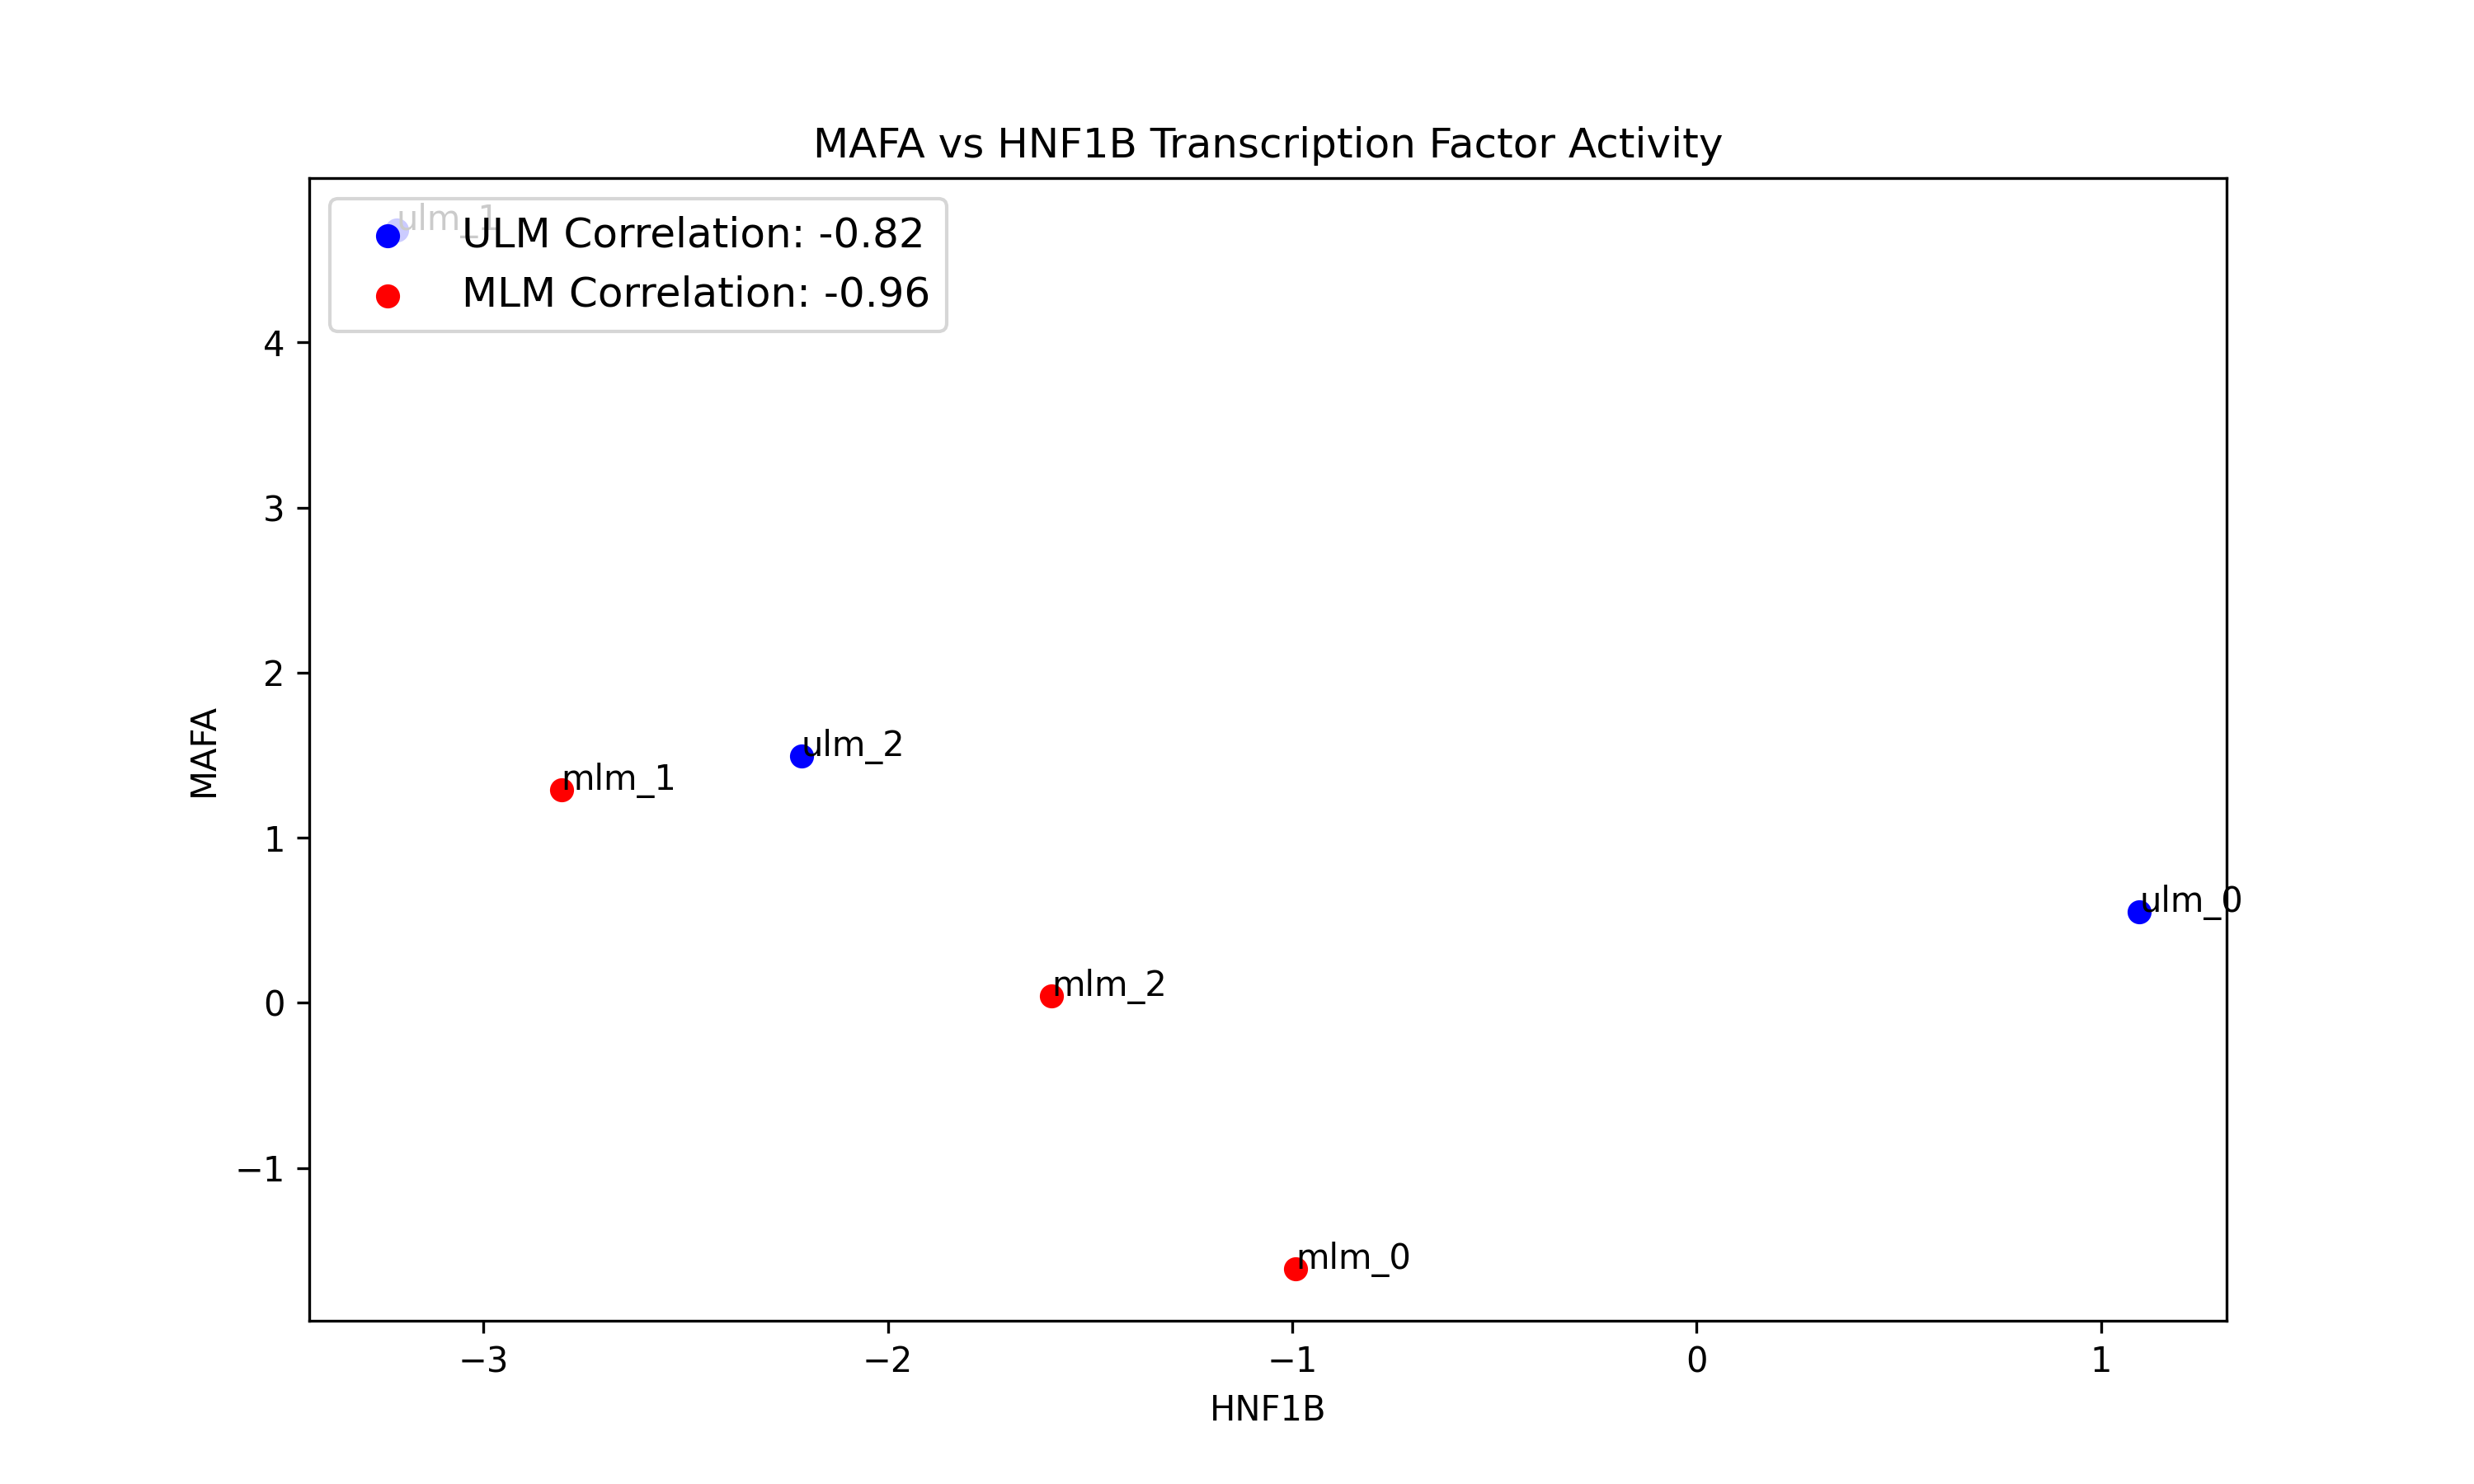 MAFA vs HNF1B Transcription Factor Activity
ulm_1
ULM Correlation: -0.82
MLM Correlation: -0.96
4
3
2
1
0
−1
MAFA
ulm_2
mlm_1
ulm_0
mlm_2
mlm_0
−3
−2
−1
0
1
HNF1B